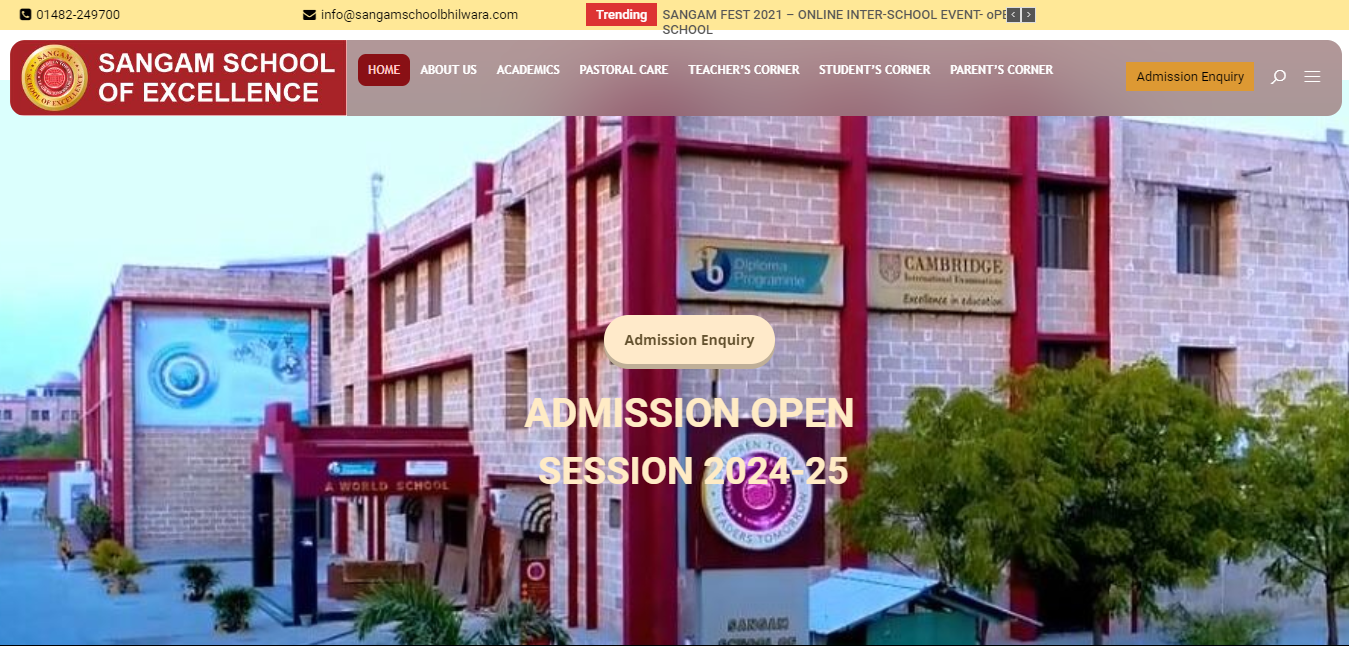 01482-249700
info@sangamschoolbhilwara.com
Trending
SANGAM FEST 2021 – ONLINE INTER-SCHOOL EVENT-
SCHOOL
SANGAM SCHOOL
OF EXCELLENCE
HOME
ABOUT US
ACADEMICS
PASTORAL CARE
TEACHER'S CORNER
STUDENT'S CORNER
PARENT'S CORNER
Admission Enquiry
Diploma
Programme
CAMBRIDGE
International Examinations
Excellence in education
Admission Enquiry
ADMISSION OPEN
SESSION 2024-25
A WORLD SCHOOL
LEADERS TOMORROW
SANGAM
SCHOOL OF